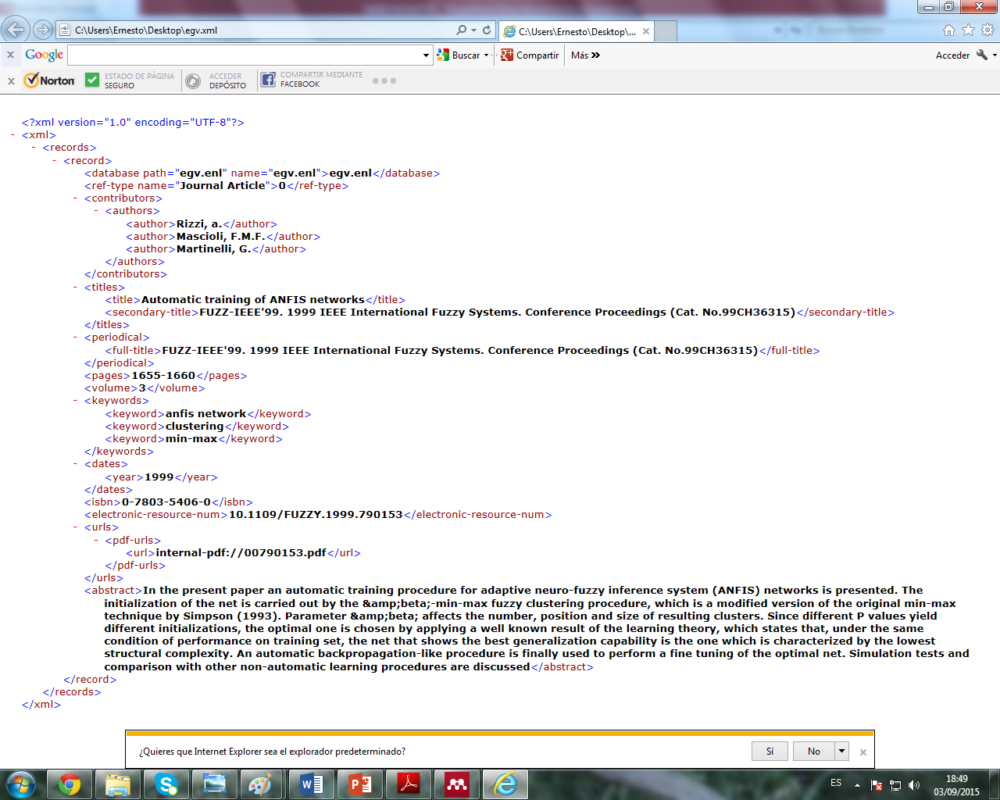 C:\Users\Ernesto\Desktop\egv.xml
C:\Users\Ernesto\Desktop\...
x Google Buscar Compartir Más »
Acceder
x Norton ESTADO DE PÁGINA
SEGURO
ACCEDER
DEPÓSITO
COMPARTIR MEDIANTE
FACEBOOK
<?xml version="1.0" encoding="UTF-8"?>
- <xml>
- <records>
- <record>
<database path="egv.enl" name="egv.enl">egv.enl</database>
<ref-type name="Journal Article">0</ref-type>
- <contributors>
- <authors>
<author>Rizzi, a.</author>
<author>Mascioli, F.M.F.</author>
<author>Martinelli, G.</author>
</authors>
</contributors>
- <titles>
<title>Automatic training of ANFIS networks</title>
<secondary-title>FUZZ-IEEE'99. 1999 IEEE International Fuzzy Systems. Conference Proceedings (Cat. No.99CH36315)</secondary-title>
</titles>
- <periodical>
<full-title>FUZZ-IEEE'99. 1999 IEEE International Fuzzy Systems. Conference Proceedings (Cat. No.99CH36315)</full-title>
</periodical>
<pages>1655-1660</pages>
<volume>3</volume>
- <keywords>
<keyword>anfis network</keyword>
<keyword>clustering</keyword>
<keyword>min-max</keyword>
</keywords>
- <dates>
<year>1999</year>
</dates>
<isbn>0-7803-5406-0</isbn>
<electronic-resource-num>10.1109/FUZZY.1999.790153</electronic-resource-num>
- <urls>
- <pdf-urls>
<url>internal-pdf://00790153.pdf</url>
</pdf-urls>
</urls>
<abstract>In the present paper an automatic training procedure for adaptive neuro-fuzzy inference system (ANFIS) networks is presented. The
initialization of the net is carried out by the &amp;beta;-min-max fuzzy clustering procedure, which is a modified version of the original min-max
technique by Simpson (1993). Parameter &amp;beta; affects the number, position and size of resulting clusters. Since different P values yield
different initializations, the optimal one is chosen by applying a well known result of the learning theory, which states that, under the same
condition of performance on training set, the net that shows the best generalization capability is the one which is characterized by the lowest
structural complexity. An automatic backpropagation-like procedure is finally used to perform a fine tuning of the optimal net. Simulation tests and
comparison with other non-automatic learning procedures are discussed</abstract>
</record>
</records>
</xml>
¿Quieres que Internet Explorer sea el explorador predeterminado?
Sí
No
ES
18:49
03/09/2015